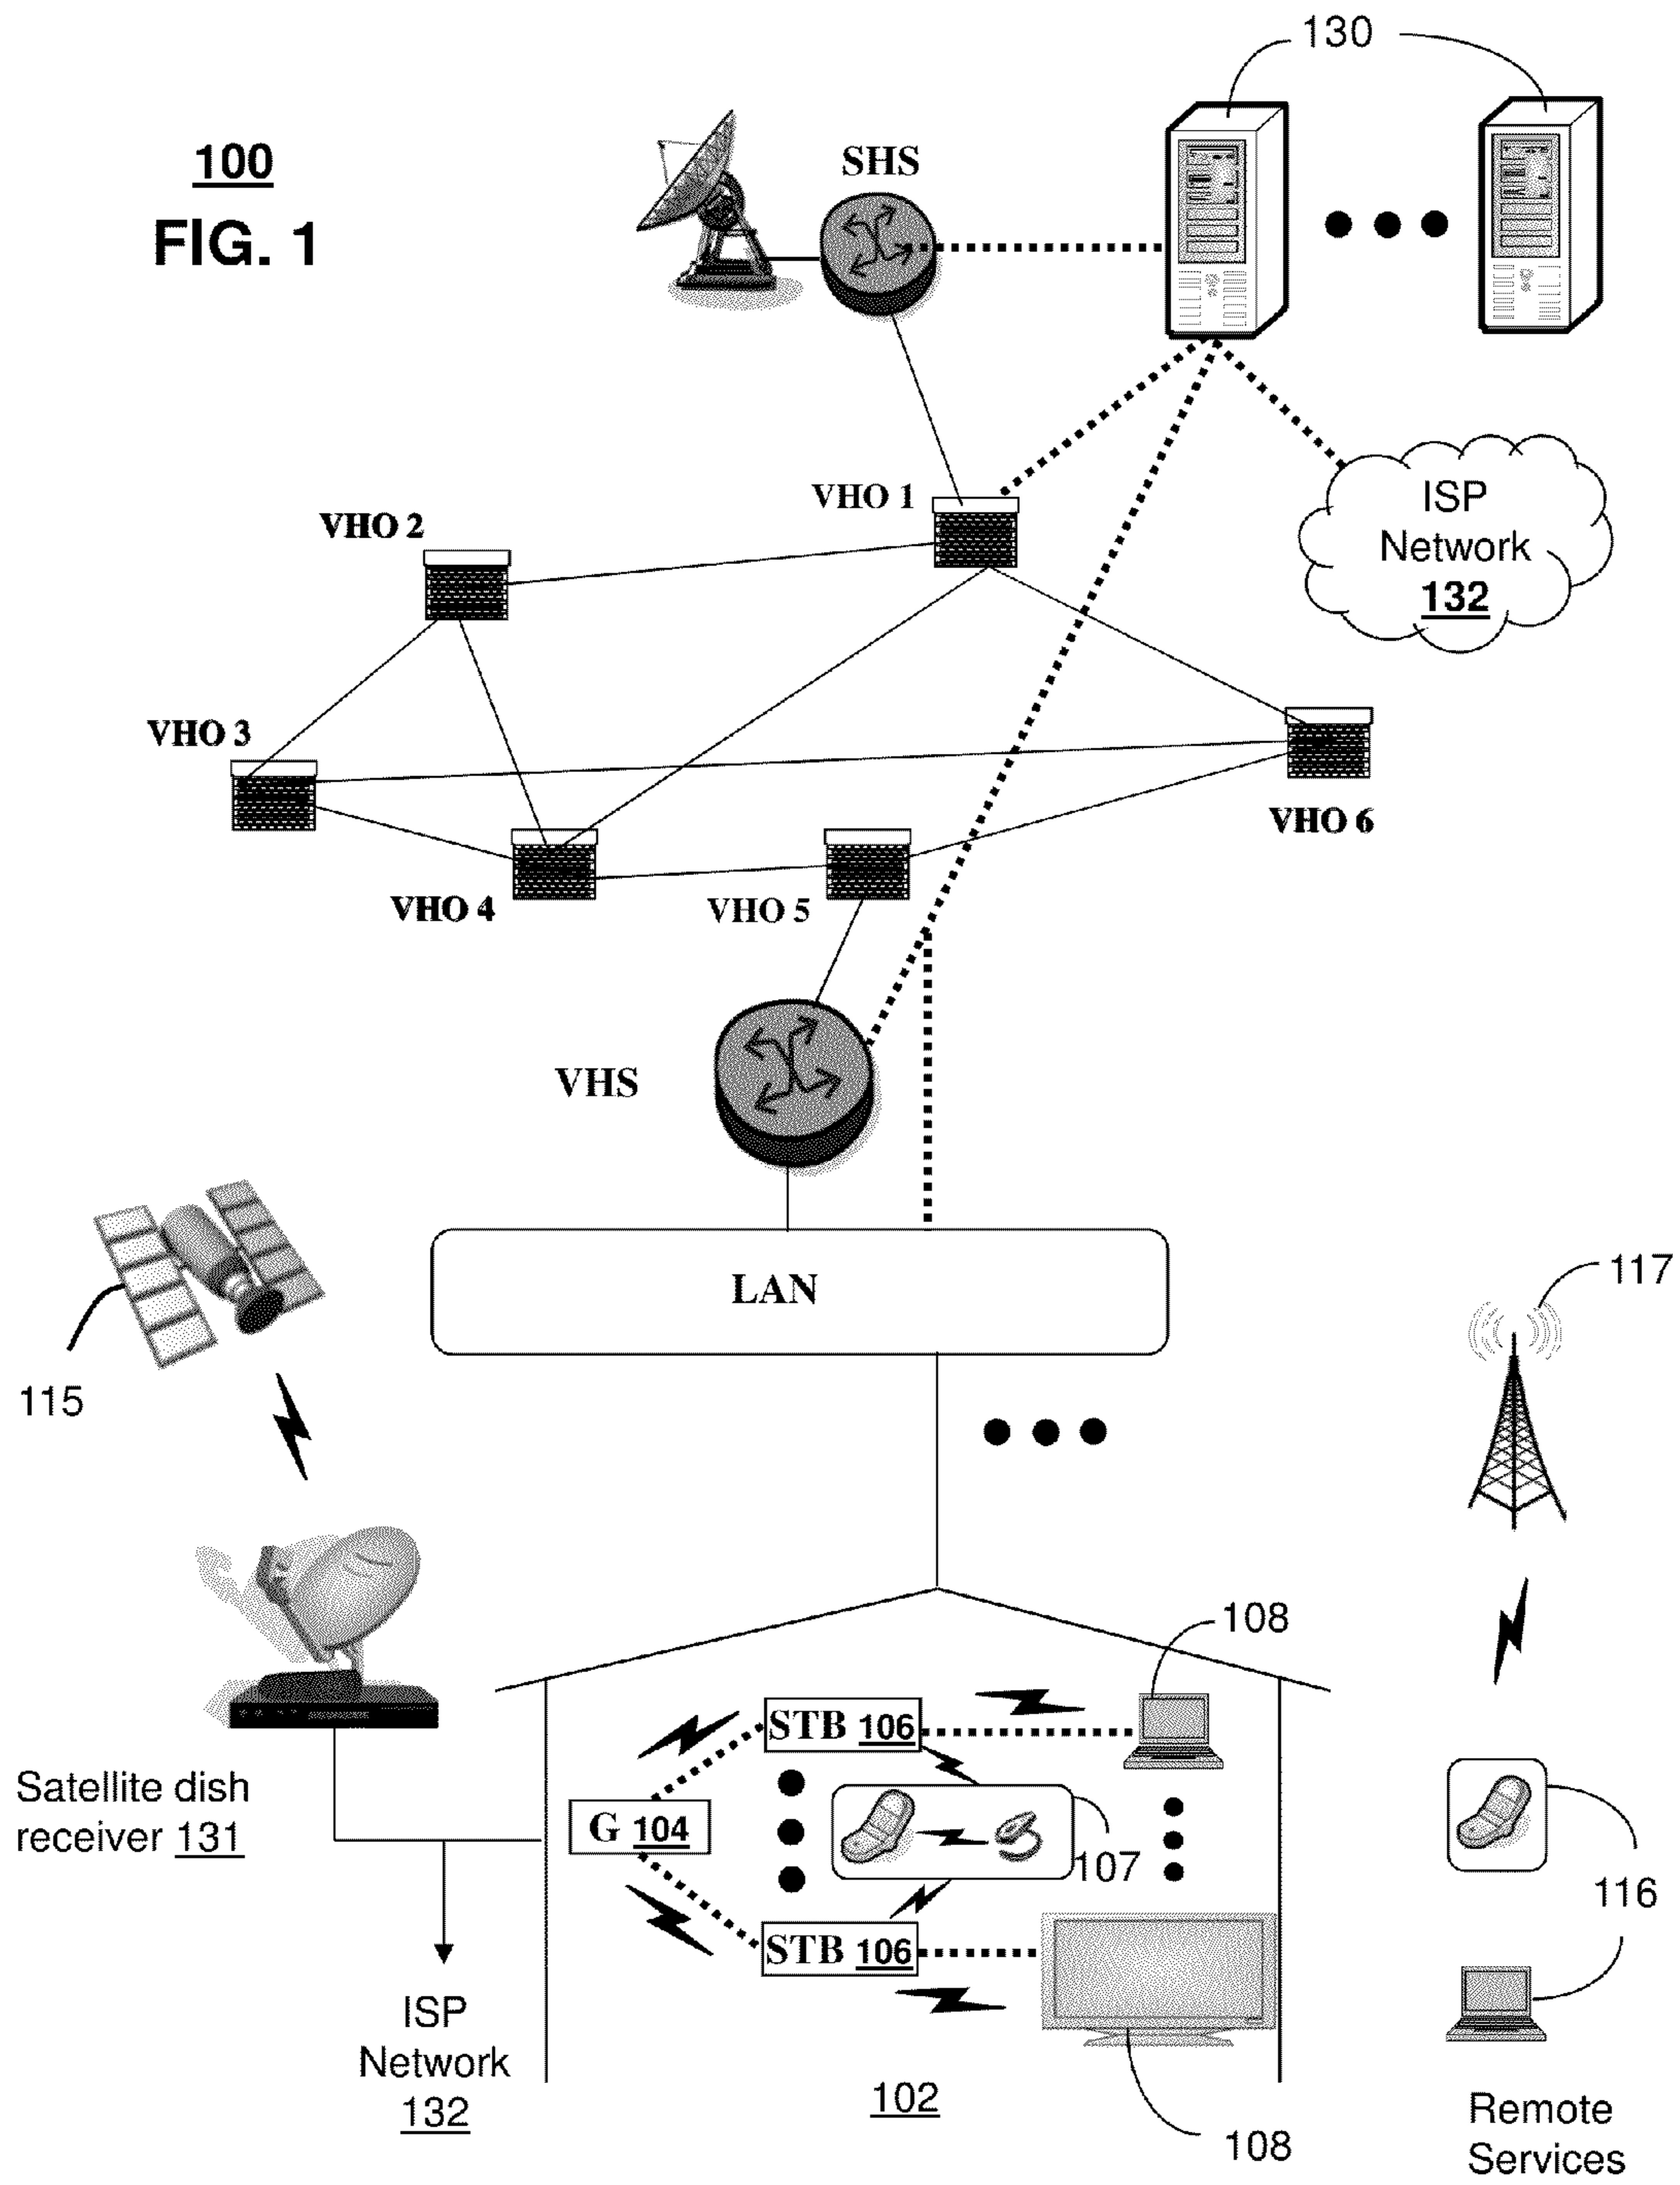 130
100
FIG. 1
SHS
ISP
Network
132
VHO 1
VHO 2
VHO 3
VHO 6
VHO 4
VHO 5
VHS
LAN
117
115
108
STB 106
Satellite dish
receiver 131
G 104
107
116
STB 106
ISP
Network
132
102
108
Remote
Services